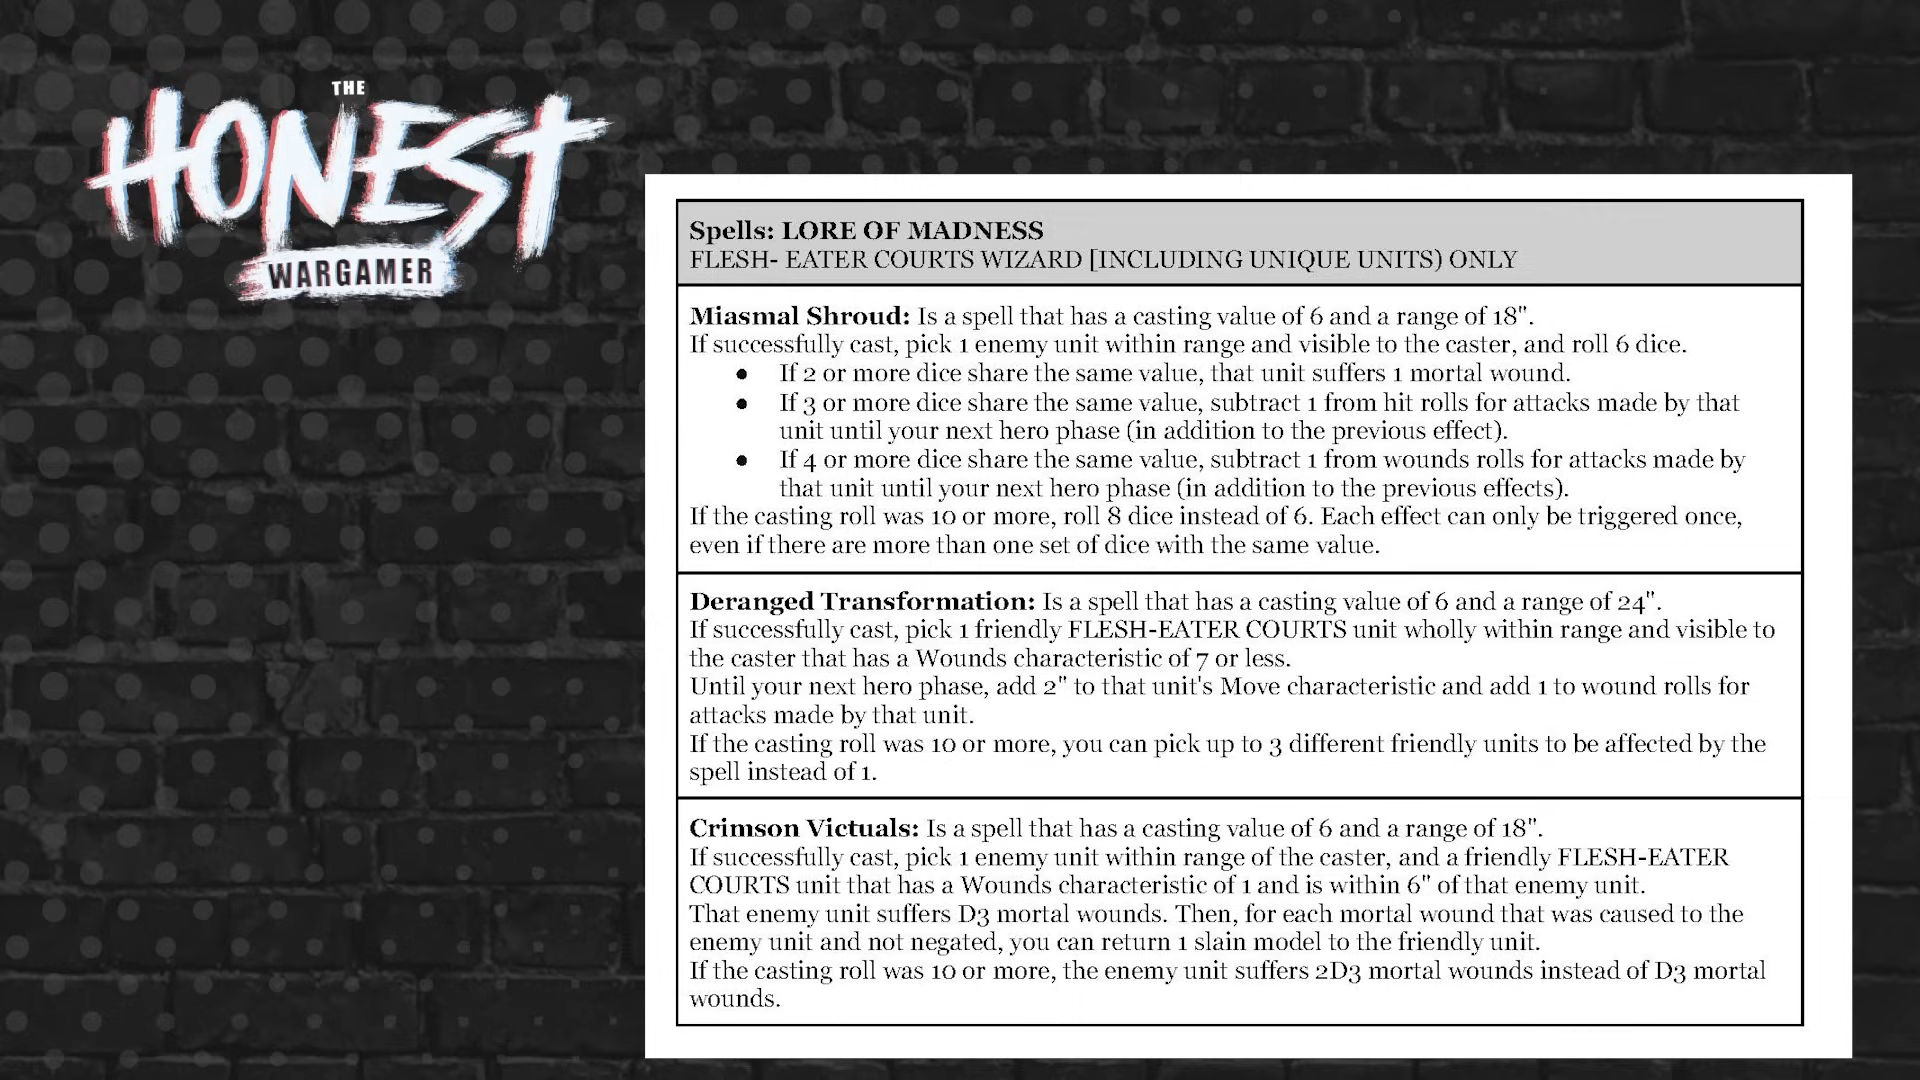 THE
HONEST
WARGAMER
Spells: LORE OF MADNESS
FLESH- EATER COURTS WIZARD [INCLUDING UNIQUE UNITS) ONLY
Miasmal Shroud: Is a spell that has a casting value of 6 and a range of 18".
If successfully cast, pick 1 enemy unit within range and visible to the caster, and roll 6 dice.
● If 2 or more dice share the same value, that unit suffers 1 mortal wound.
● If 3 or more dice share the same value, subtract 1 from hit rolls for attacks made by that
unit until your next hero phase (in addition to the previous effect).
● If 4 or more dice share the same value, subtract 1 from wounds rolls for attacks made by
that unit until your next hero phase (in addition to the previous effects).
If the casting roll was 10 or more, roll 8 dice instead of 6. Each effect can only be triggered once,
even if there are more than one set of dice with the same value.
Deranged Transformation: Is a spell that has a casting value of 6 and a range of 24".
If successfully cast, pick 1 friendly FLESH-EATER COURTS unit wholly within range and visible to
the caster that has a Wounds characteristic of 7 or less.
Until your next hero phase, add 2" to that unit's Move characteristic and add 1 to wound rolls for
attacks made by that unit.
If the casting roll was 10 or more, you can pick up to 3 different friendly units to be affected by the
spell instead of 1.
Crimson Victuals: Is a spell that has a casting value of 6 and a range of 18".
If successfully cast, pick 1 enemy unit within range of the caster, and a friendly FLESH-EATER
COURTS unit that has a Wounds characteristic of 1 and is within 6" of that enemy unit.
That enemy unit suffers D3 mortal wounds. Then, for each mortal wound that was caused to the
enemy unit and not negated, you can return 1 slain model to the friendly unit.
If the casting roll was 10 or more, the enemy unit suffers 2D3 mortal wounds instead of D3 mortal
wounds.